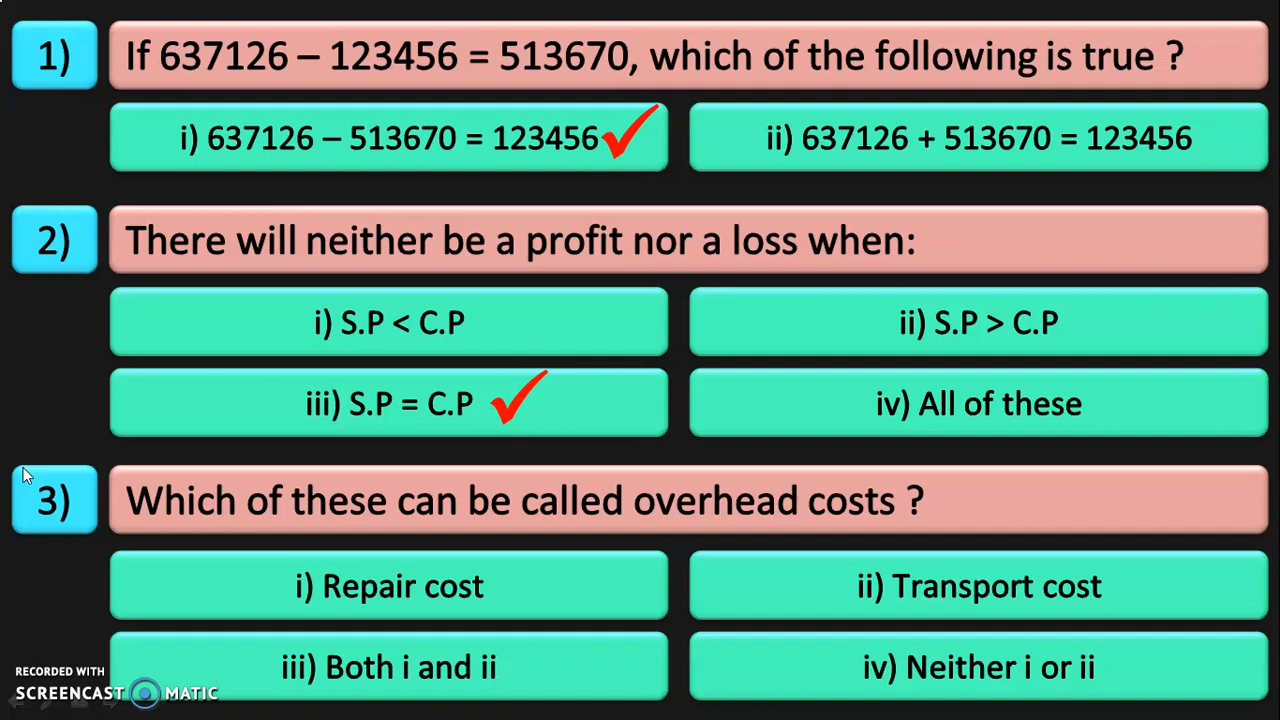 1) If 637126 – 123456 = 513670, which of the following is true ?
i) 637126 – 513670 = 123456 ii) 637126 + 513670 = 123456
2) There will neither be a profit nor a loss when:
i) S.P < C.P ii) S.P > C.P
iii) S.P = C.P iv) All of these
3) Which of these can be called overhead costs ?
i) Repair cost ii) Transport cost
iii) Both i and ii iv) Neither i or ii
RECORDED WITH
SCREENCAST MATIC